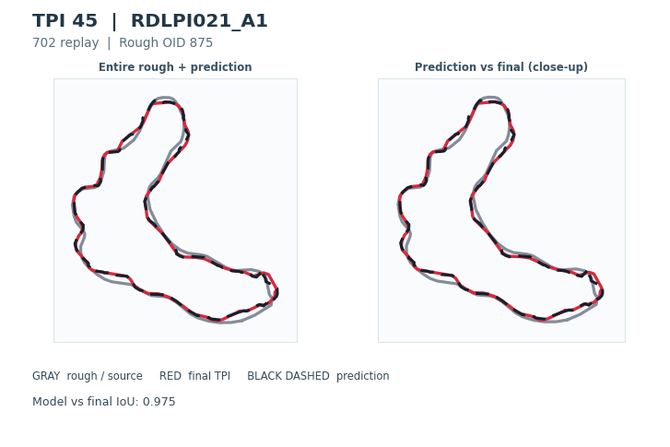 TPI 45 | RDLPI021_A1
702 replay | Rough OID 875
Entire rough + prediction
Prediction vs final (close-up)
GRAY rough / source RED final TPI BLACK DASHED prediction
Model vs final IoU: 0.975